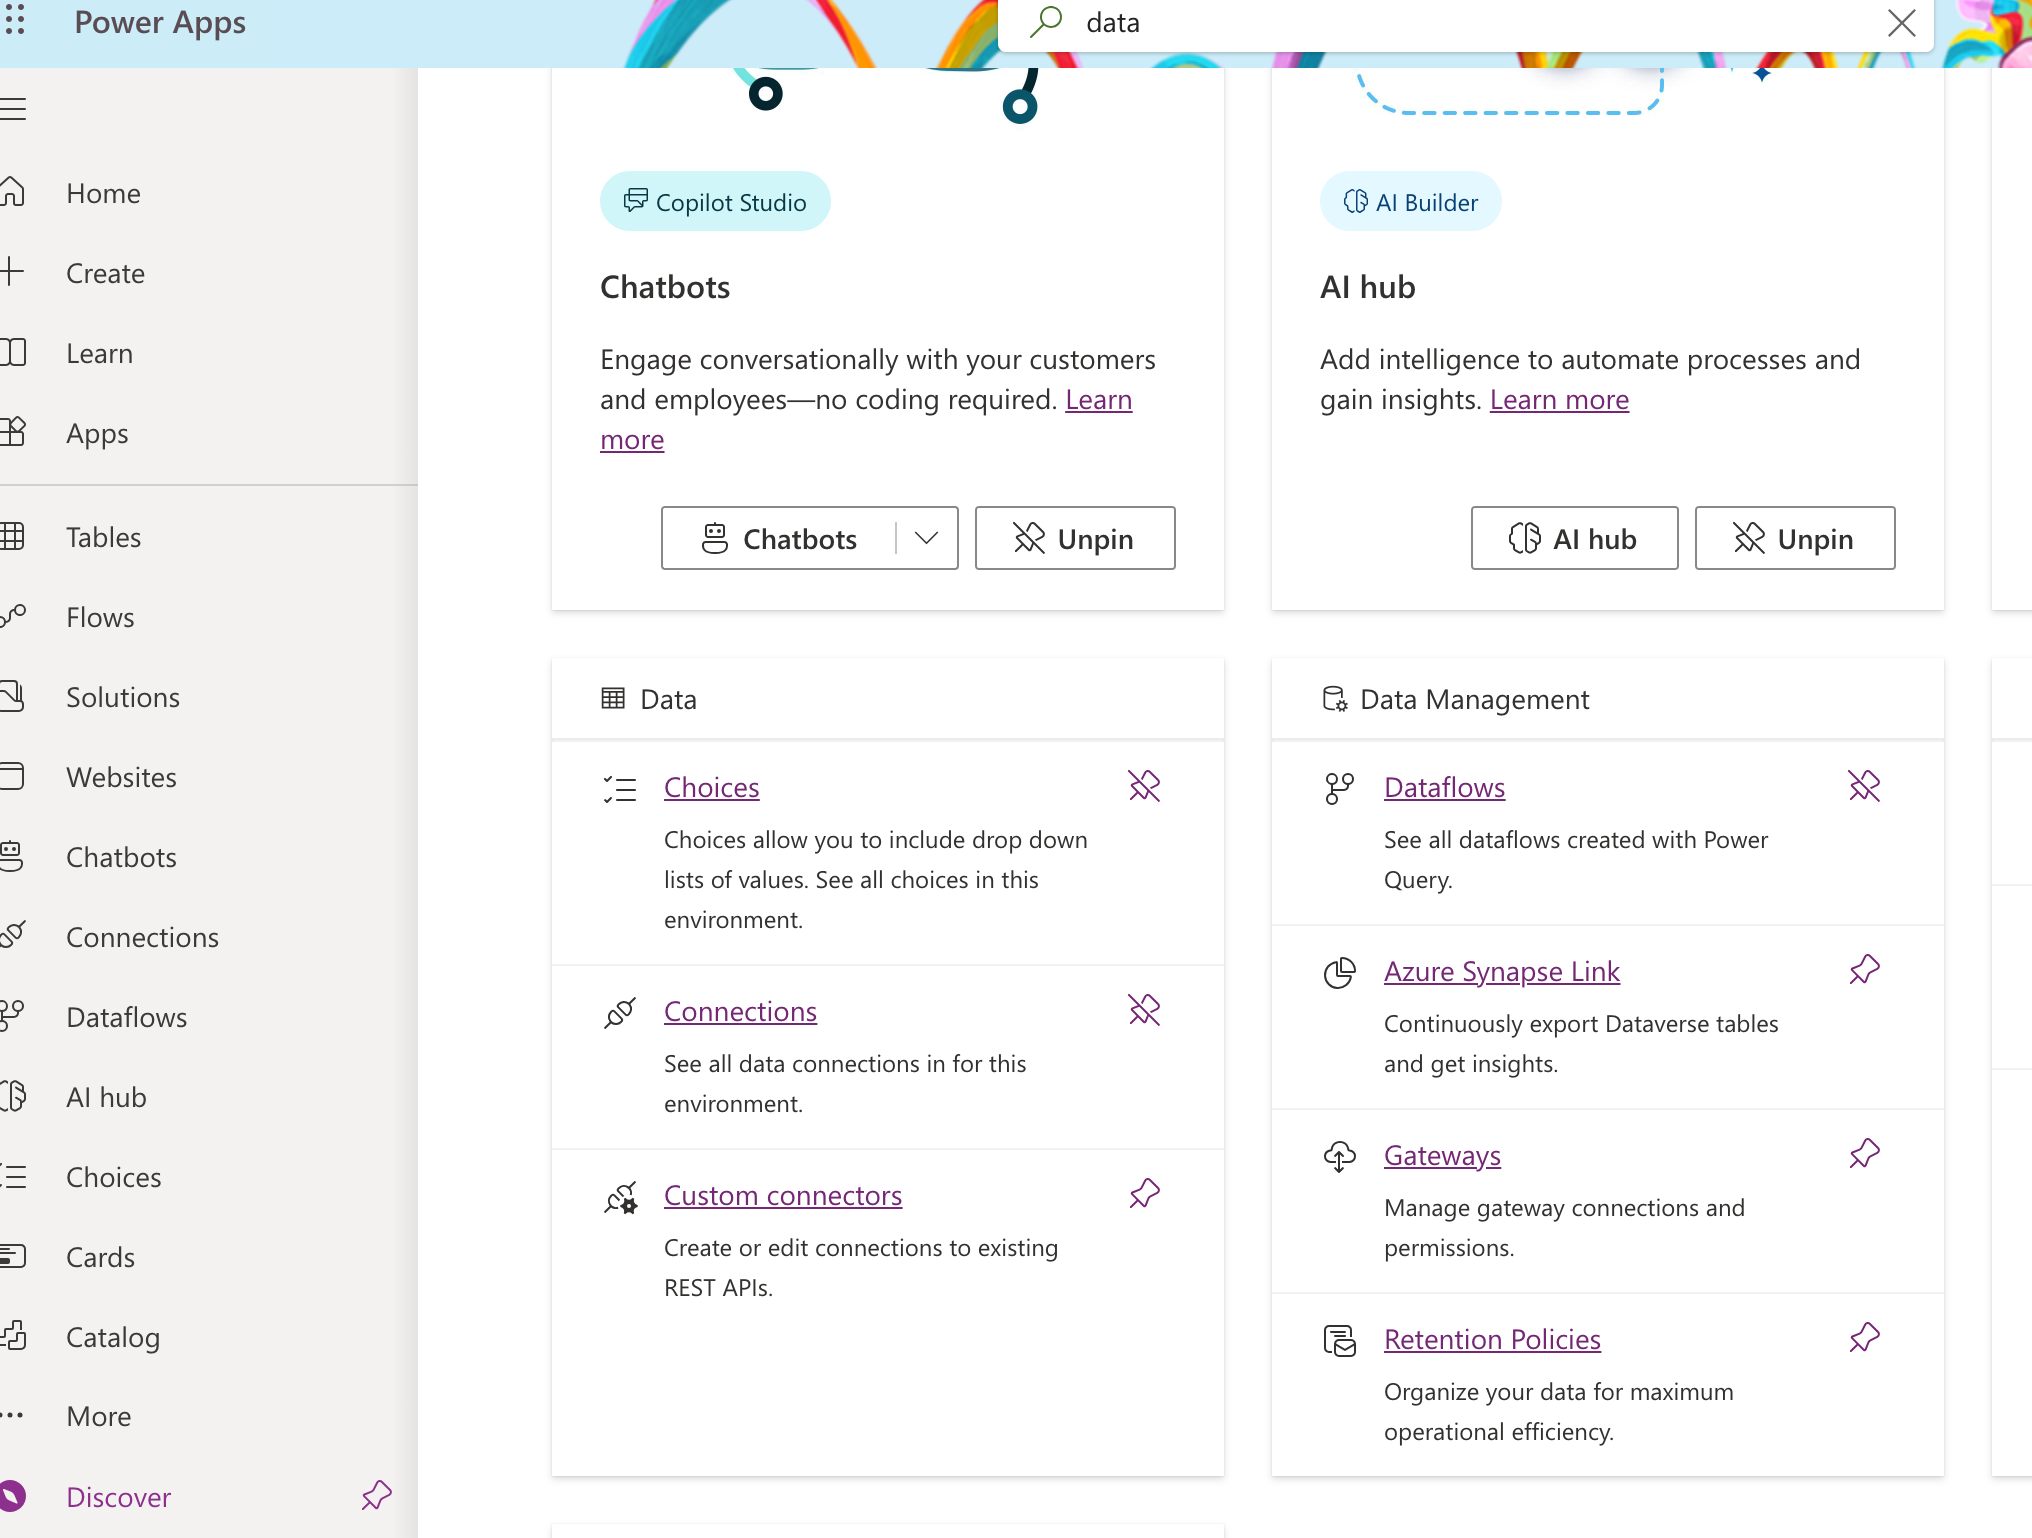 Power Apps
data
Home
Create
Learn
Apps
Tables
Flows
Solutions
Websites
Chatbots
Connections
Dataflows
AI hub
Choices
Cards
Catalog
More
Discover
Copilot Studio
Chatbots
Engage conversationally with your customers
and employees—no coding required. Learn
more
Chatbots
Unpin
AI Builder
AI hub
Add intelligence to automate processes and
gain insights. Learn more
AI hub
Unpin
Data
Choices
Choices allow you to include drop down
lists of values. See all choices in this
environment.
Connections
See all data connections in for this
environment.
Custom connectors
Create or edit connections to existing
REST APIs.
Data Management
Dataflows
See all dataflows created with Power
Query.
Azure Synapse Link
Continuously export Dataverse tables
and get insights.
Gateways
Manage gateway connections and
permissions.
Retention Policies
Organize your data for maximum
operational efficiency.